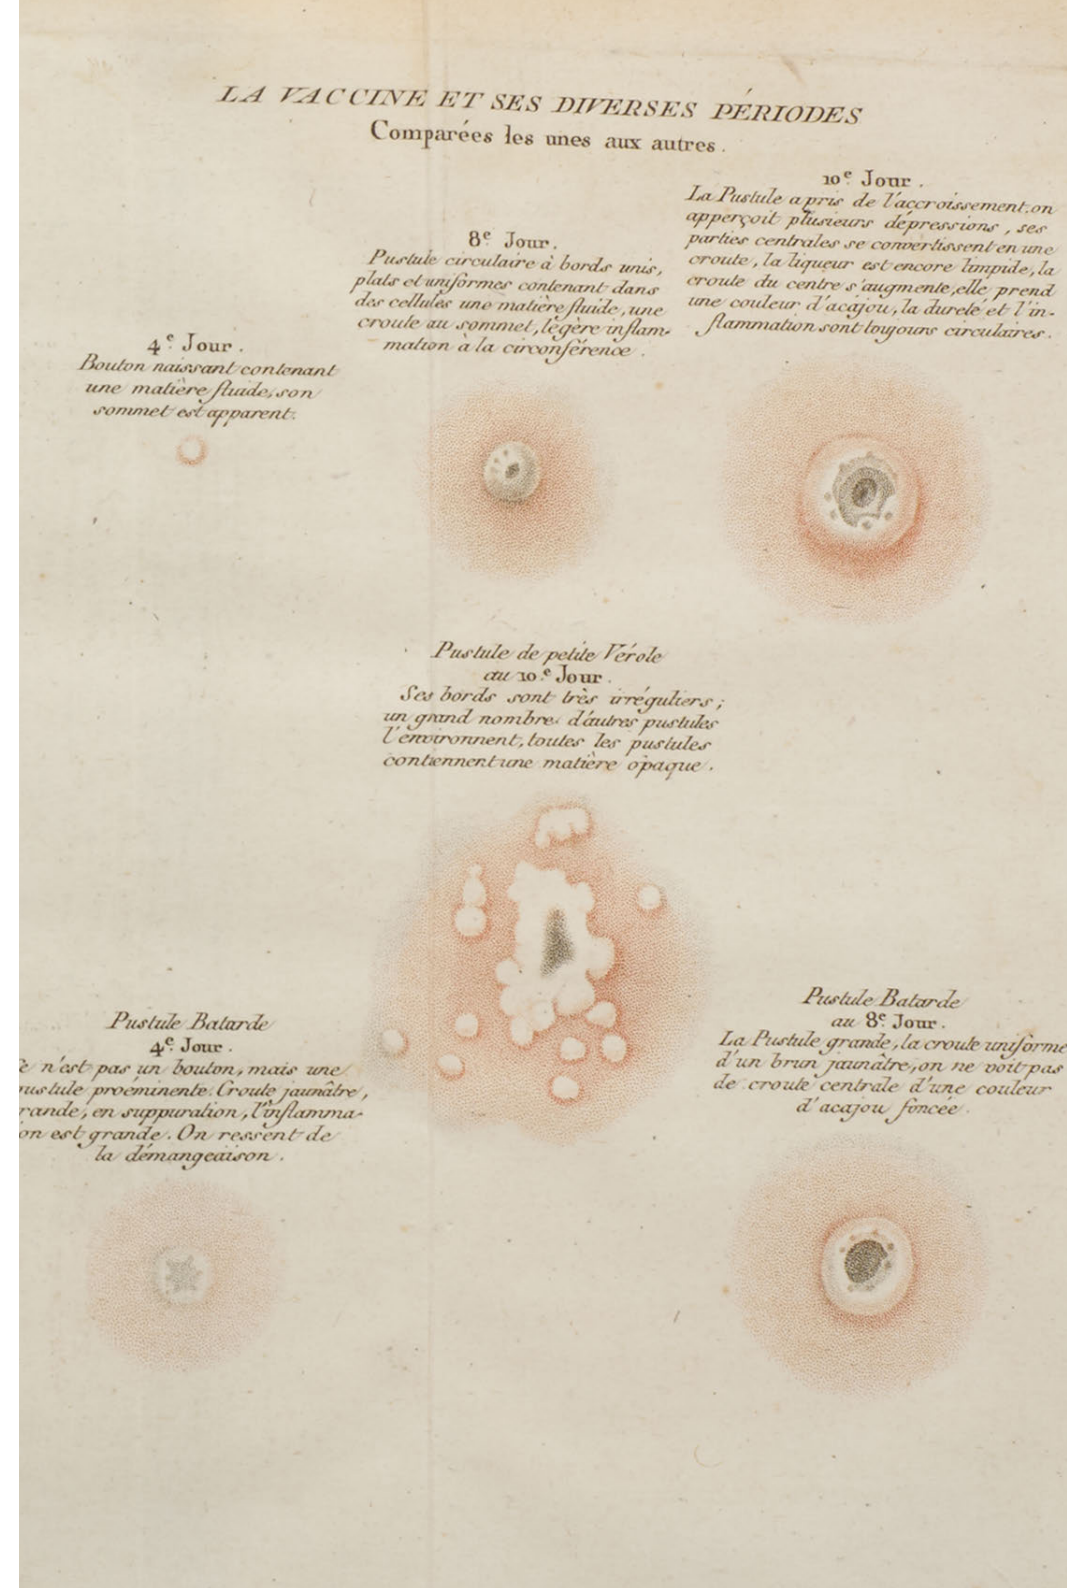 LA VACCINE ET SES DIVERSES PÉRIODES
Comparées les unes aux autres.
4e. Jour.
Bouton naissant contenant
une matière fluide, son
sommet est apparent.
8e. Jour.
Pustule circulaire à bords unis,
plats et uniformes contenant dans
des cellules une matière fluide, une
croute au sommet, légère inflam-
mation à la circonférence.
10e. Jour.
La Pustule a pris de l'accroissement: on
apperçoit plusieurs dépressions, ses
parties centrales se convertissent en une
croute, la liqueur est encore limpide, la
croute du centre s'augmente, elle prend
une couleur d'acajou, la dureté et l'in-
flammation sont toujours circulaires.
Pustule de petite Vérole
au 10.e Jour.
Ses bords sont très irréguliers;
un grand nombre d'autres pustules
l'environnent, toutes les pustules
contiennent une matière opaque.
Pustule Batarde
4e. Jour.
e n'est pas un bouton, mais une
ustule proéminente. Croute jaunâtre,
rande, en suppuration, l'inflamma-
on est grande. On ressent de
la démangeaison.
Pustule Batarde
au 8e. Jour.
La Pustule grande, la croute uniforme
d'un brun jaunâtre, on ne voit pas
de croute centrale d'une couleur
d'acajou foncée.